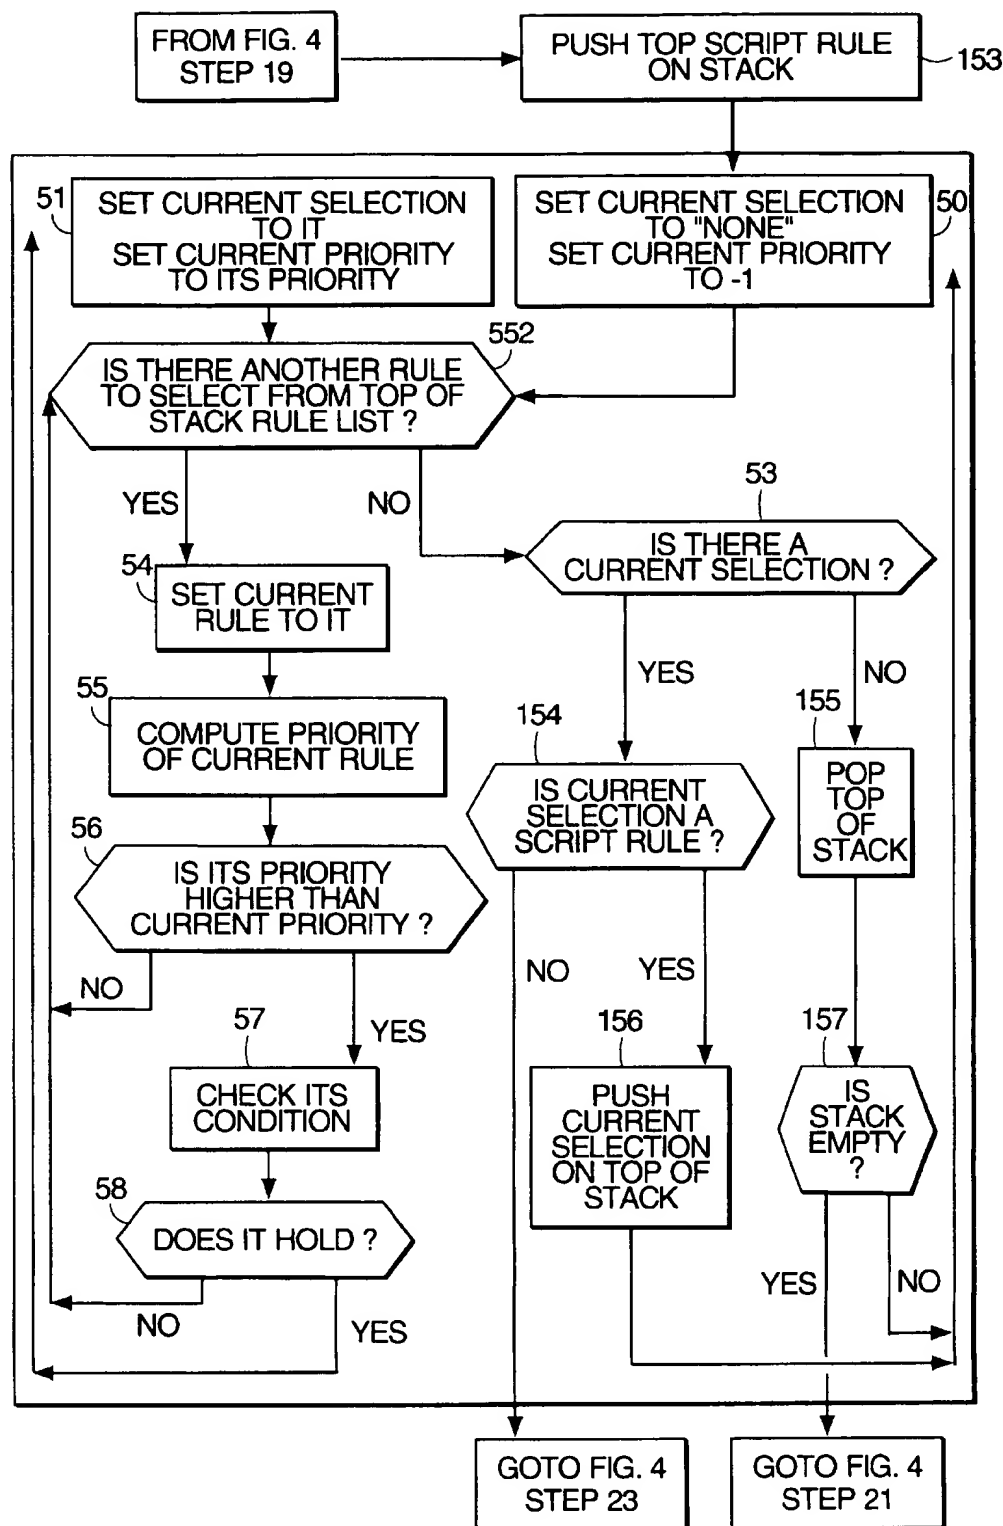 FROM FIG. 4
STEP 19
PUSH TOP SCRIPT RULE
ON STACK
153
51
SET CURRENT SELECTION
TO IT
SET CURRENT PRIORITY
TO ITS PRIORITY
SET CURRENT SELECTION
TO "NONE"
SET CURRENT PRIORITY
TO -1
50
552
IS THERE ANOTHER RULE
TO SELECT FROM TOP OF
STACK RULE LIST ?
YES
NO
53
IS THERE A
CURRENT SELECTION ?
54
SET CURRENT
RULE TO IT
YES
NO
55
COMPUTE PRIORITY
OF CURRENT RULE
154
IS CURRENT
SELECTION A
SCRIPT RULE ?
155
POP
TOP
OF
STACK
56
IS ITS PRIORITY
HIGHER THAN
CURRENT PRIORITY ?
NO
YES
NO
YES
57
CHECK ITS
CONDITION
156
PUSH
CURRENT
SELECTION
ON TOP OF
STACK
157
IS
STACK
EMPTY
?
58
DOES IT HOLD ?
NO
YES
YES
NO
GOTO FIG. 4
STEP 23
GOTO FIG. 4
STEP 21